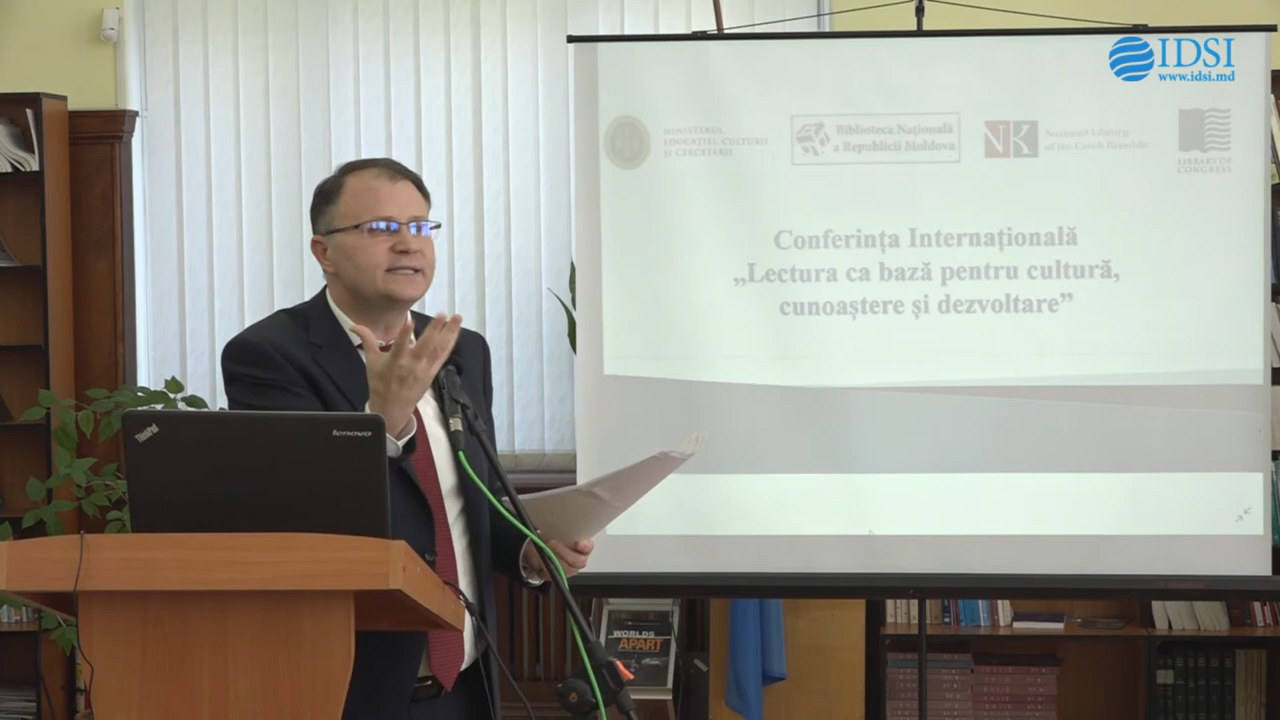 IDSI
www.idsi.md
MINISTERUL
EDUCAȚIEI, CULTURII
ȘI CERCETĂRII
Biblioteca Națională
a Republicii Moldova
NK
National Library
of the Czech Republic
LIBRARY OF
CONGRESS
Conferința Internațională
„Lectura ca bază pentru cultură,
cunoaștere și dezvoltare”
ThinkPad
lenovo
WORLDS
APART